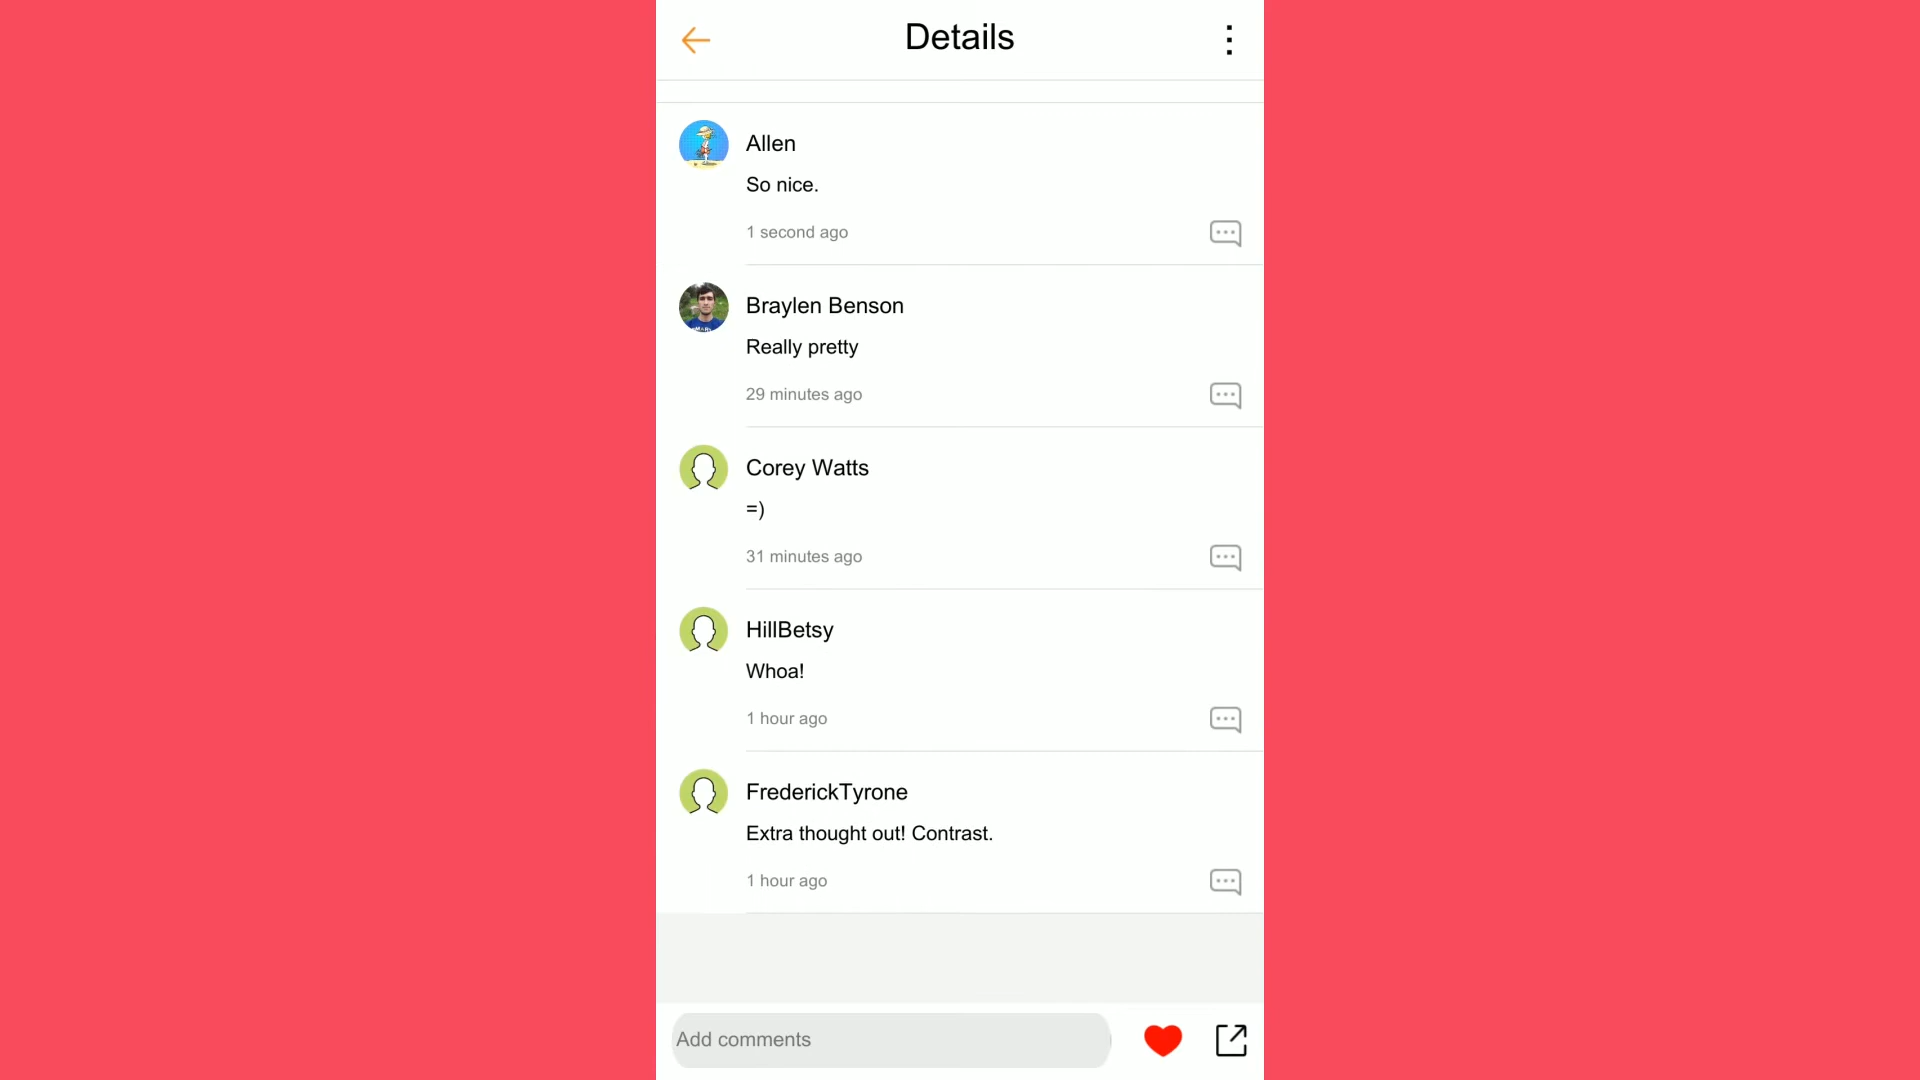 Details
Allen
So nice.
1 second ago
Braylen Benson
Really pretty
29 minutes ago
Corey Watts
=)
31 minutes ago
HillBetsy
Whoa!
1 hour ago
FrederickTyrone
Extra thought out! Contrast.
1 hour ago
Add comments